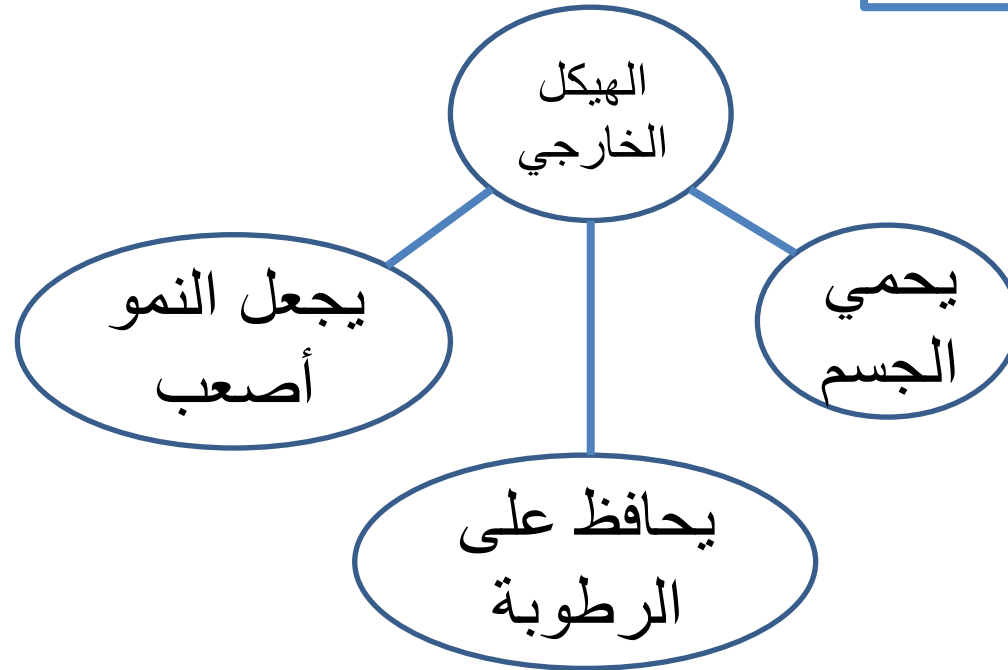 الهيكل
الخارجي
يحمي
الجسم
يجعل النمو
أصعب
يحافظ على
الرطوبة